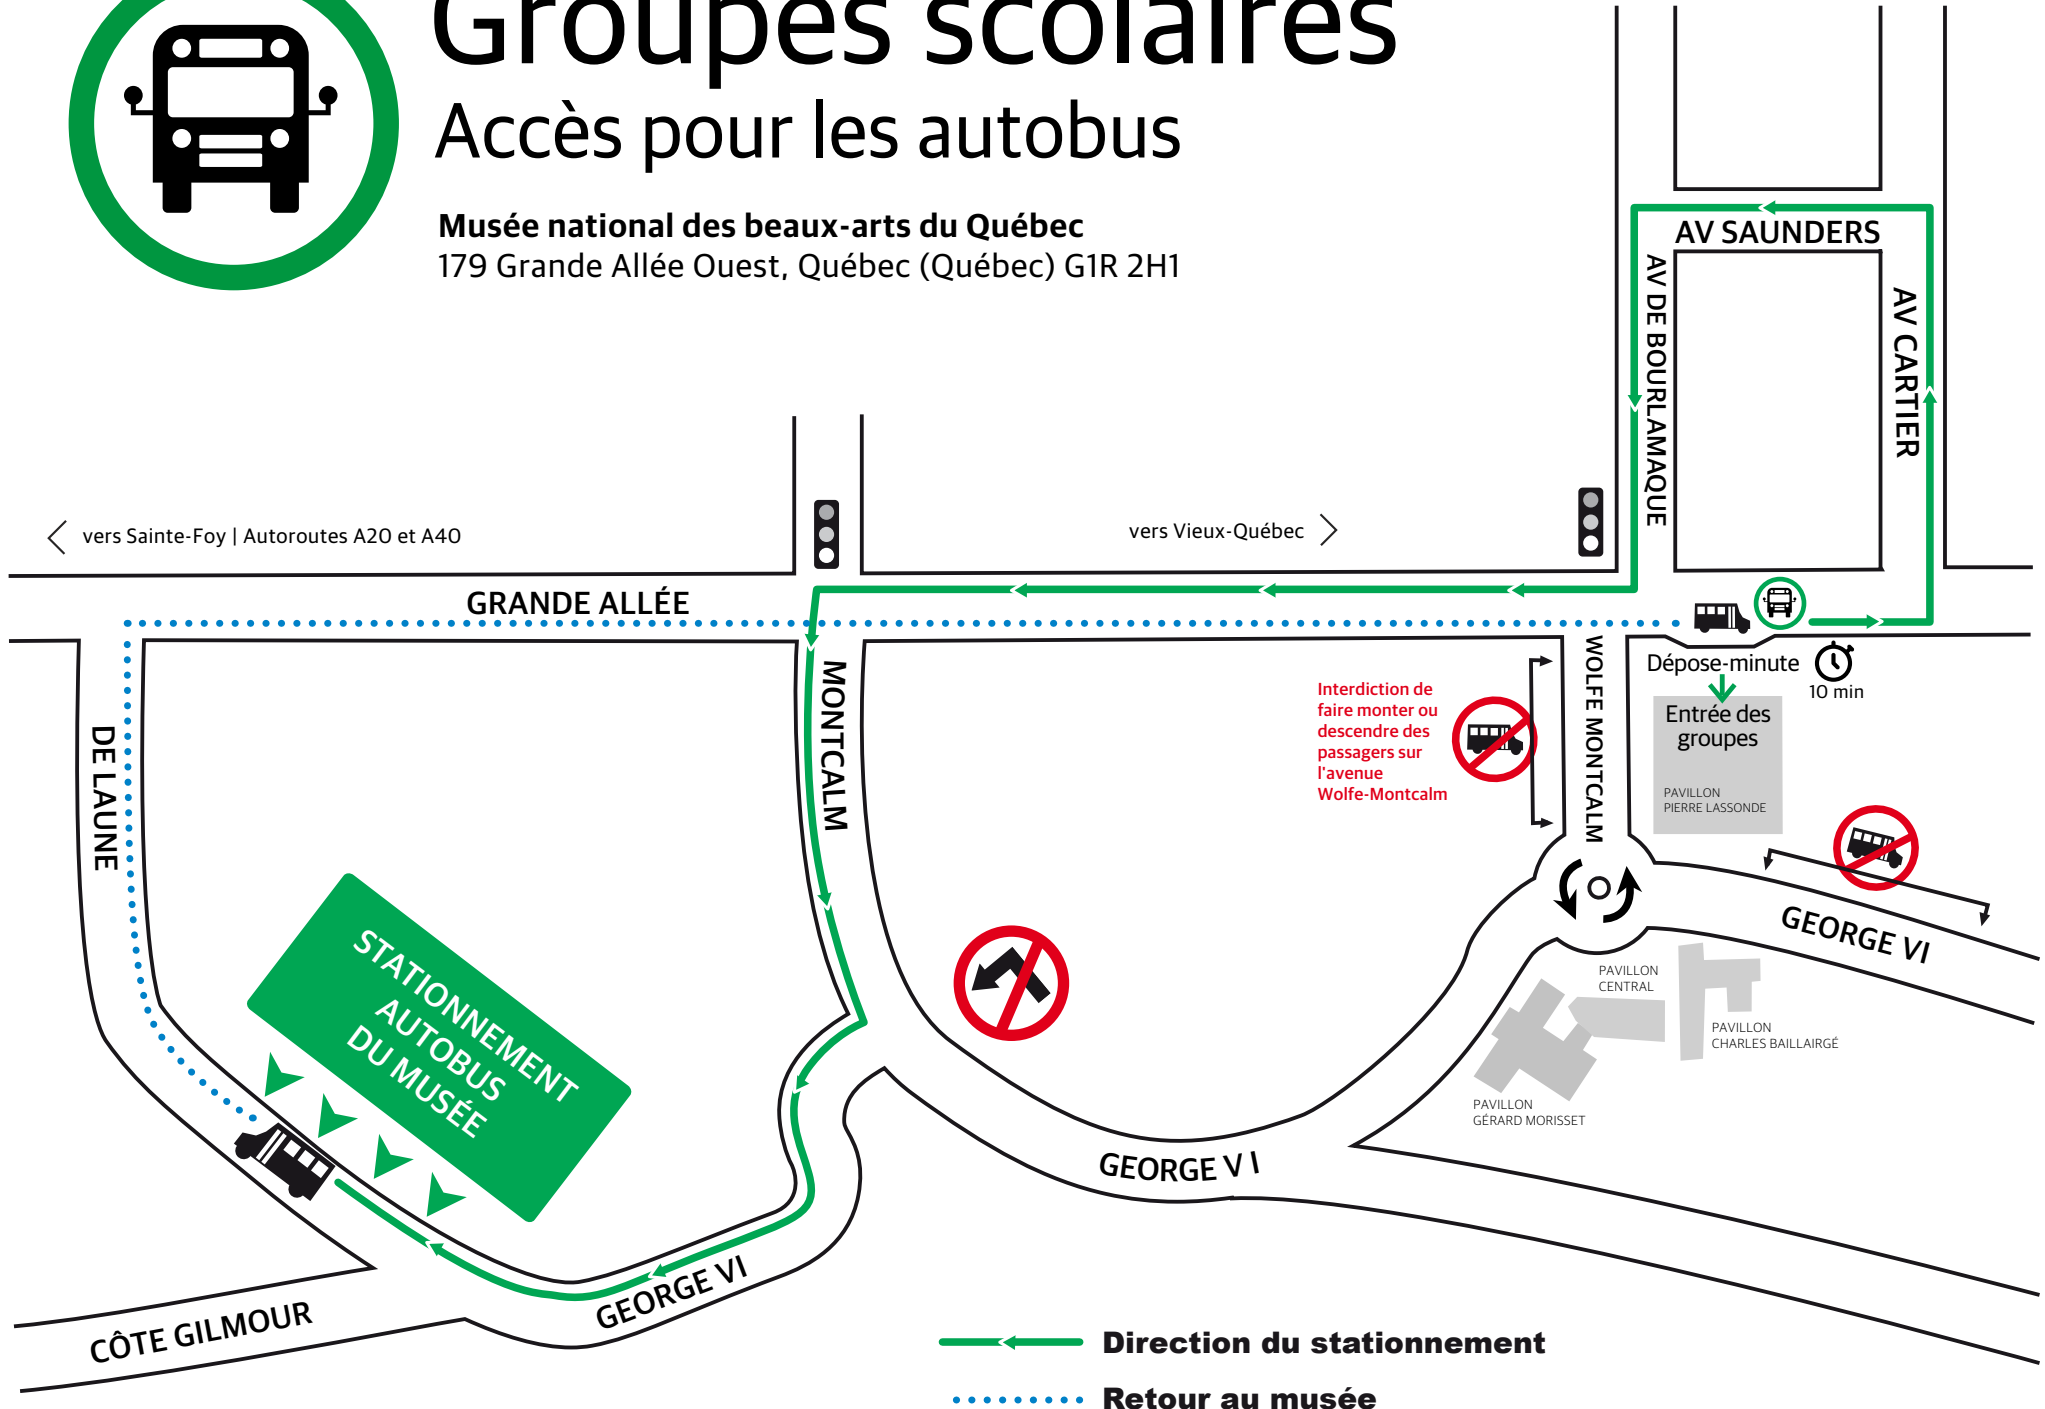 Groupes scolaires
Accès pour les autobus
Musée national des beaux-arts du Québec
179 Grande Allée Ouest, Québec (Québec) G1R 2H1
AV SAUNDERS
AV DE BOURLAMAQUE
AV CARTIER
vers Sainte-Foy | Autoroutes A20 et A40
vers Vieux-Québec
GRANDE ALLÉE
DE LAUNE
MONTCALM
WOLFE MONTCALM
Dépose-minute
10 min
Entrée des
groupes
PAVILLON
PIERRE LASSONDE
Interdiction de
faire monter ou
descendre des
passagers sur
l'avenue
Wolfe-Montcalm
GEORGE VI
STATIONNEMENT
AUTOBUS
DU MUSÉE
PAVILLON
CENTRAL
PAVILLON
CHARLES BAILLAIRGÉ
PAVILLON
GÉRARD MORISSET
GEORGE VI
GEORGE VI
CÔTE GILMOUR
Direction du stationnement
Retour au musée